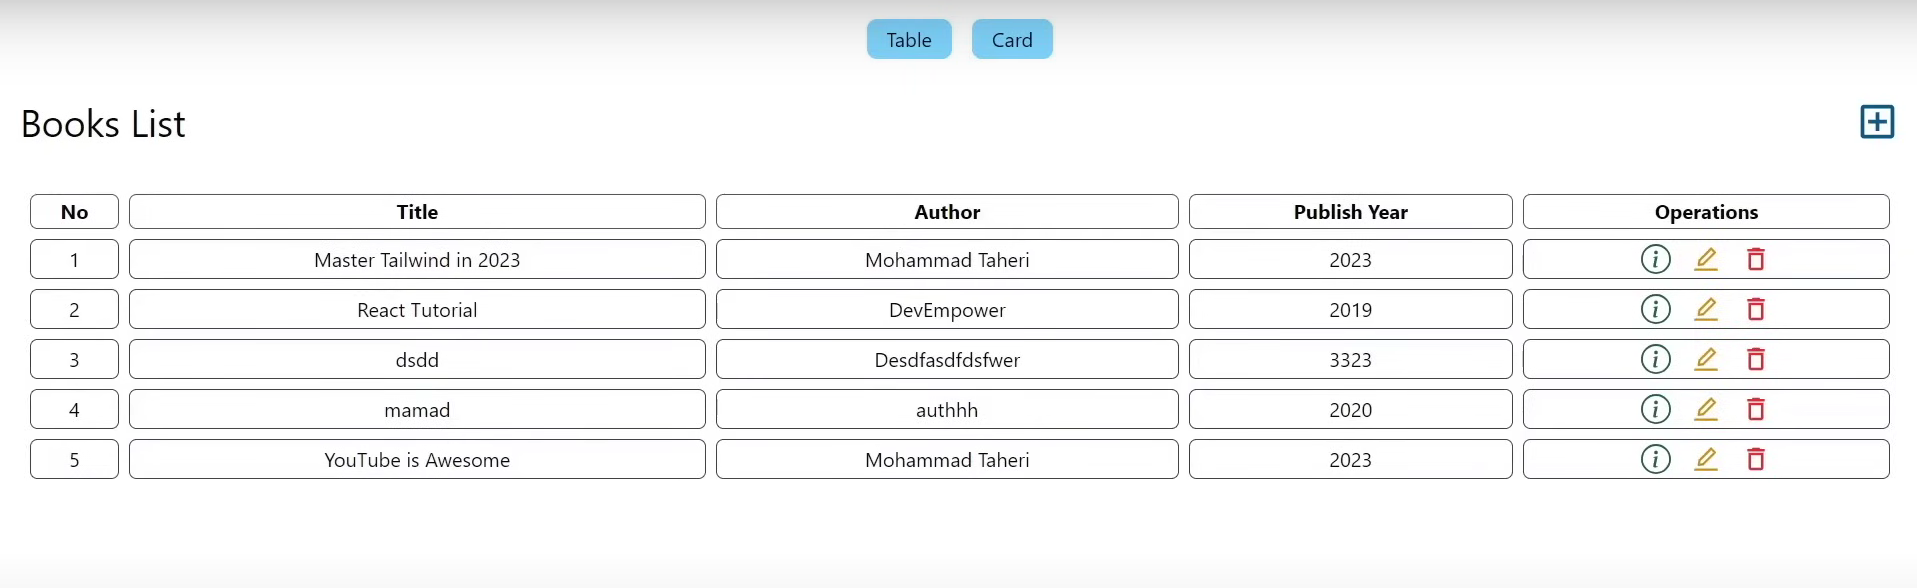 Table Card
Books List
No Title Author Publish Year Operations
1 Master Tailwind in 2023 Mohammad Taheri 2023
2 React Tutorial DevEmpower 2019
3 dsdd Desdfasdfdsfwer 3323
4 mamad authhh 2020
5 YouTube is Awesome Mohammad Taheri 2023